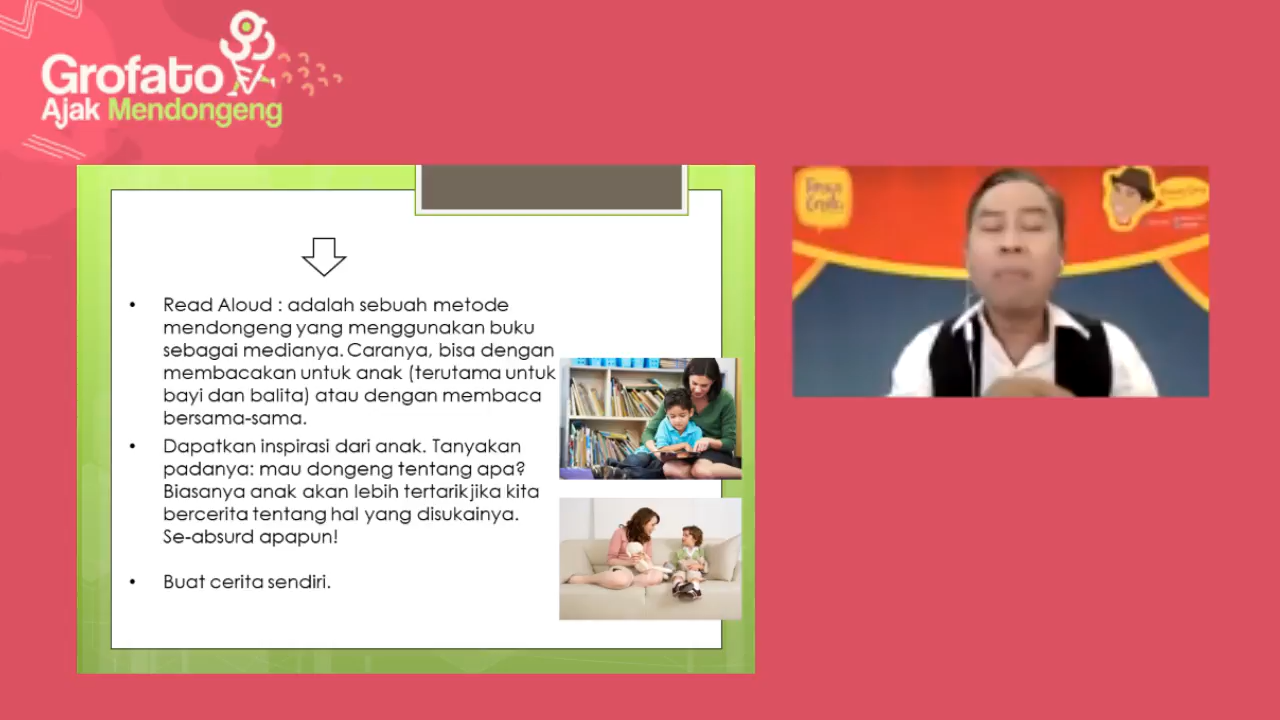 Grofato
Ajak Mendongeng
Read Aloud : adalah sebuah metode
mendongeng yang menggunakan buku
sebagai medianya. Caranya, bisa dengan
membacakan untuk anak (terutama untuk
bayi dan balita) atau dengan membaca
bersama-sama.
Dapatkan inspirasi dari anak. Tanyakan
padanya: mau dongeng tentang apa?
Biasanya anak akan lebih tertarikjika kita
bercerita tentang hal yang disukainya.
Se-absurd apapun!
Buat cerita sendiri.